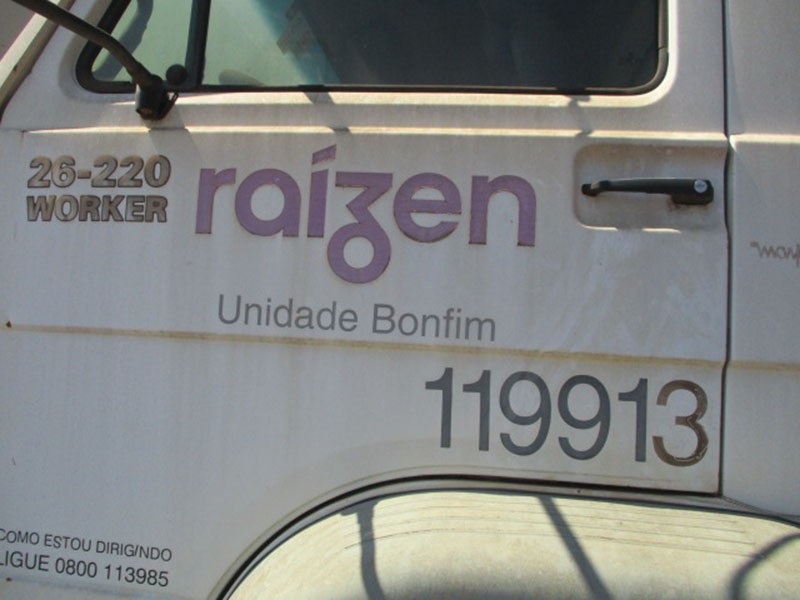 26-220
WORKER
raízen
Unidade Bonfim
119913
COMO ESTOU DIRIGINDO
LIGUE 0800 113985